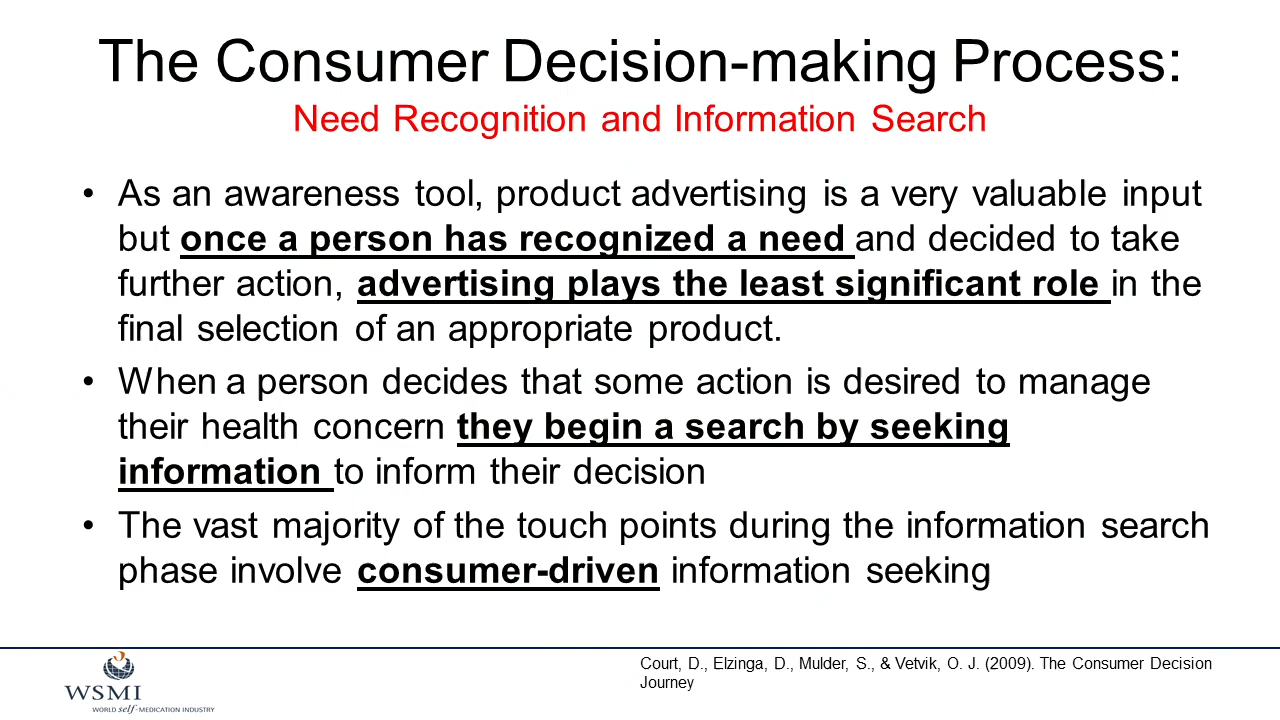 The Consumer Decision-making Process:
Need Recognition and Information Search
• As an awareness tool, product advertising is a very valuable input
but once a person has recognized a need and decided to take
further action, advertising plays the least significant role in the
final selection of an appropriate product.
• When a person decides that some action is desired to manage
their health concern they begin a search by seeking
information to inform their decision
• The vast majority of the touch points during the information search
phase involve consumer-driven information seeking
Court, D., Elzinga, D., Mulder, S., & Vetvik, O. J. (2009). The Consumer Decision
Journey
WSMI
WORLD self-MEDICATION INDUSTRY